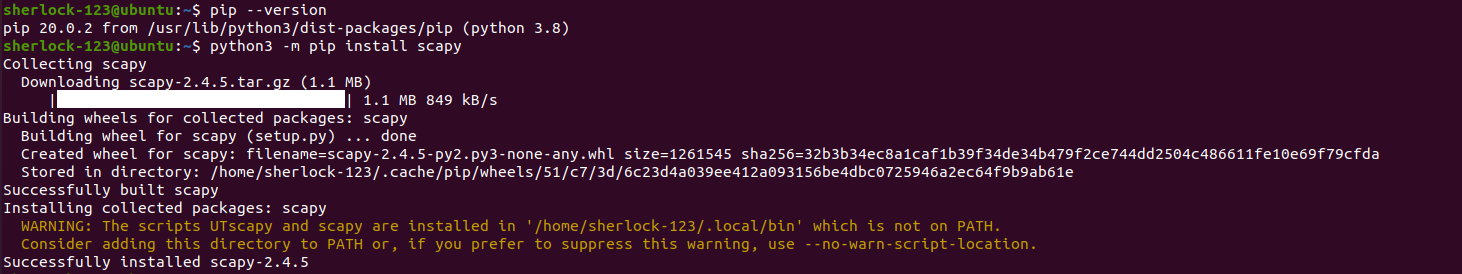 sherlock-123@ubuntu:~$ pip --version
pip 20.0.2 from /usr/lib/python3/dist-packages/pip (python 3.8)
sherlock-123@ubuntu:~$ python3 -m pip install scapy
Collecting scapy
  Downloading scapy-2.4.5.tar.gz (1.1 MB)
     |████████████████████████████████| 1.1 MB 849 kB/s
Building wheels for collected packages: scapy
  Building wheel for scapy (setup.py) ... done
  Created wheel for scapy: filename=scapy-2.4.5-py2.py3-none-any.whl size=1261545 sha256=32b3b34ec8a1caf1b39f34de34b479f2ce744dd2504c486611fe10e69f79cfda
  Stored in directory: /home/sherlock-123/.cache/pip/wheels/51/c7/3d/6c23d4a039ee412a093156be4dbc0725946a2ec64f9b9ab61e
Successfully built scapy
Installing collected packages: scapy
  WARNING: The scripts UTscapy and scapy are installed in '/home/sherlock-123/.local/bin' which is not on PATH.
  Consider adding this directory to PATH or, if you prefer to suppress this warning, use --no-warn-script-location.
Successfully installed scapy-2.4.5